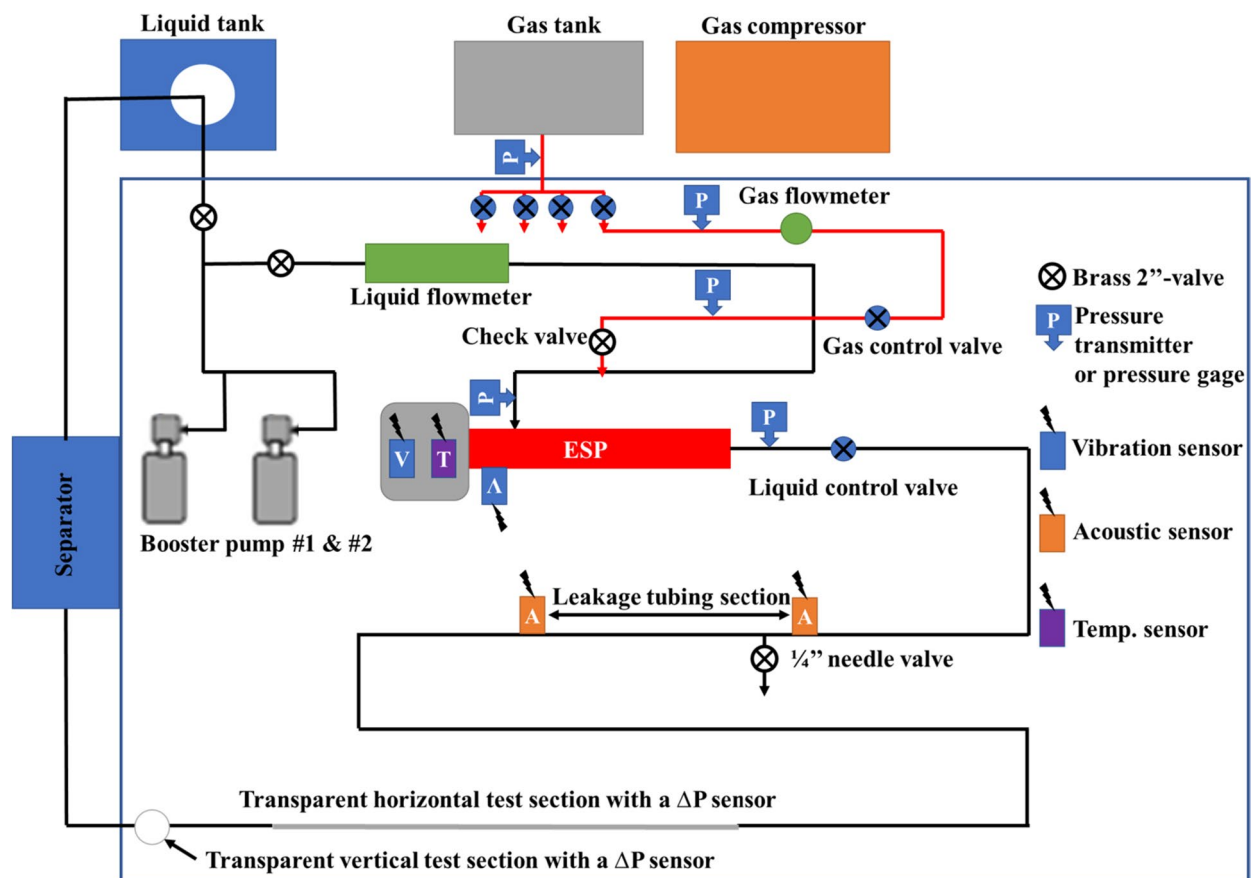 Liquid tank
Gas tank
Gas compressor
P
P
Gas flowmeter
Liquid flowmeter
P
Check valve
Gas control valve
Brass 2’’-valve
P
Pressure
transmitter
or pressure gage
P
V
T
ESP
V
P
Liquid control valve
Vibration sensor
Booster pump #1 & #2
Separator
Acoustic sensor
A
Leakage tubing section
A
Temp. sensor
¼’’ needle valve
Transparent horizontal test section with a ΔP sensor
Transparent vertical test section with a ΔP sensor